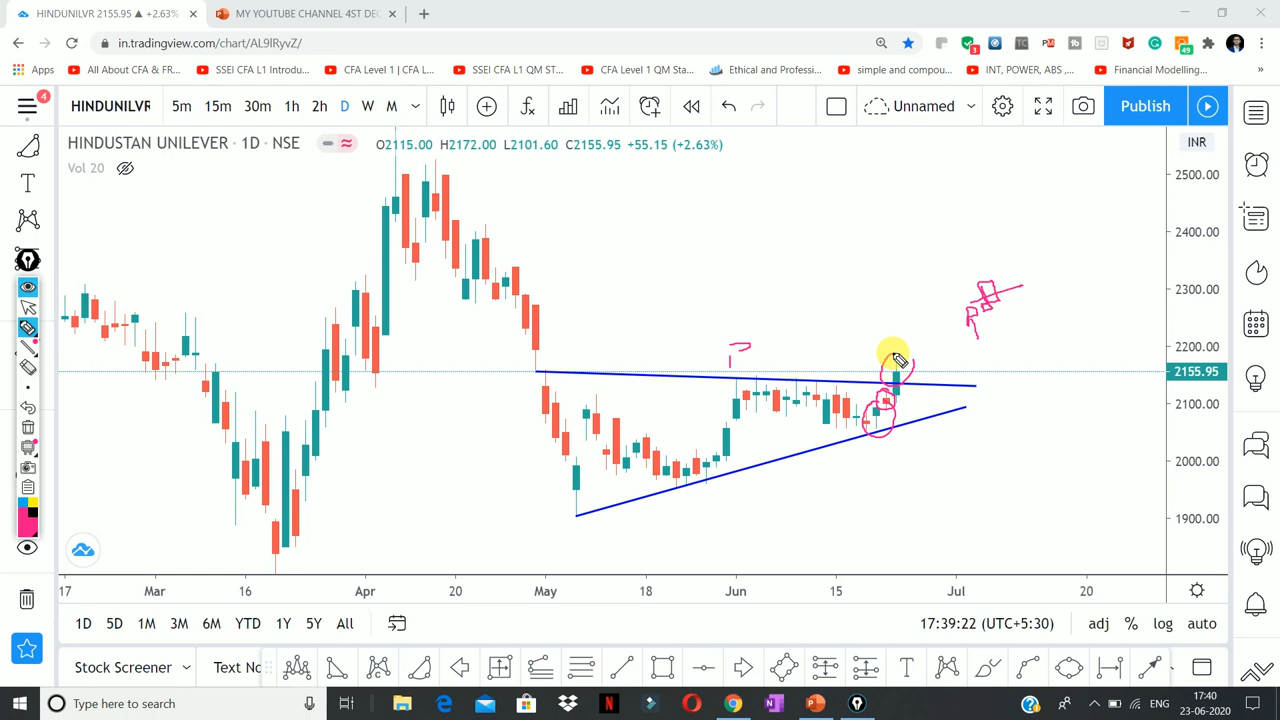 HINDUNILVR 2155.95 ▲ +2.63%
MY YOUTUBE CHANNEL 4ST DEC
in.tradingview.com/chart/AL9lRyvZ/
3
49
Apps
All About CFA & FR...
SSEI CFA L1 Introduc...
CFA Level 1 CFA L...
SSEI CFA L1 QM ST...
CFA Level 1 QM Sta...
Ethical and Professi...
simple and compou...
INT, POWER, ABS ,...
Financial Modelling...
4
HINDUNILVR
5m 15m 30m 1h 2h D W M
Unnamed
Publish
HINDUSTAN UNILEVER · 1D · NSE
O2115.00 H2172.00 L2101.60 C2155.95 +55.15 (+2.63%)
INR
Vol 20
2500.00
2400.00
2300.00
2200.00
2155.95
2100.00
2000.00
1900.00
17 Mar 16 Apr 20 May 18 Jun 15 Jul 20
1D 5D 1M 3M 6M YTD 1Y 5Y All
17:39:22 (UTC+5:30)
adj % log auto
Stock Screener
Text No
Type here to search
ENG
17:40
23-06-2020